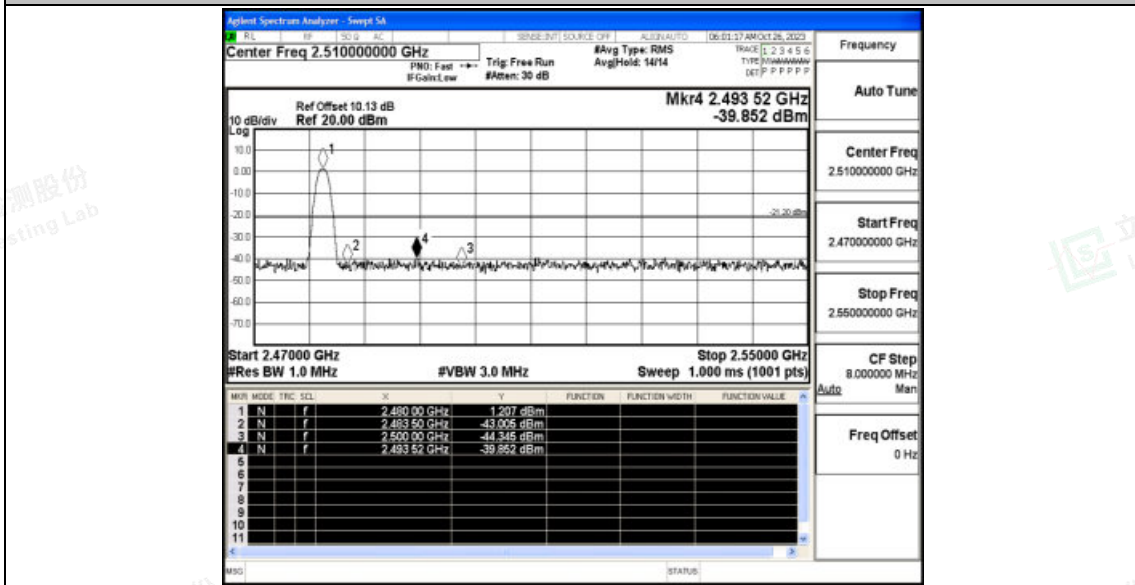 Agilent Spectrum Analyzer - Swept SA
RL RF 50 Ω AC SENSE:INT SOURCE OFF ALIGNAUTO 06:01:17 AM Oct 26, 2023
Center Freq 2.510000000 GHz
PNO: Fast
IFGain:Low
Trig: Free Run
#Atten: 30 dB
#Avg Type: RMS
Avg|Hold: 14/14
TRACE 1 2 3 4 5 6
TYPE
DET P P P P P P
Mkr4 2.493 52 GHz
-39.852 dBm
Ref Offset 10.13 dB
10 dB/div Ref 20.00 dBm
Log
10.0
0.00
-10.0
-20.0
-30.0
-40.0
-50.0
-60.0
-70.0
1
2
4
3
-21.20 dBm
Start 2.47000 GHz Stop 2.55000 GHz
#Res BW 1.0 MHz #VBW 3.0 MHz Sweep 1.000 ms (1001 pts)
MKR MODE TRC SCL X Y FUNCTION FUNCTION WIDTH FUNCTION VALUE
1 N f 2.480 00 GHz 1.207 dBm
2 N f 2.483 50 GHz -43.005 dBm
3 N f 2.500 00 GHz -44.345 dBm
4 N f 2.493 52 GHz -39.852 dBm
5
6
7
8
9
10
11
MSG STATUS
Frequency
Auto Tune
Center Freq
2.510000000 GHz
Start Freq
2.470000000 GHz
Stop Freq
2.550000000 GHz
CF Step
8.000000 MHz
Auto Man
Freq Offset
0 Hz
测股份
sting Lab